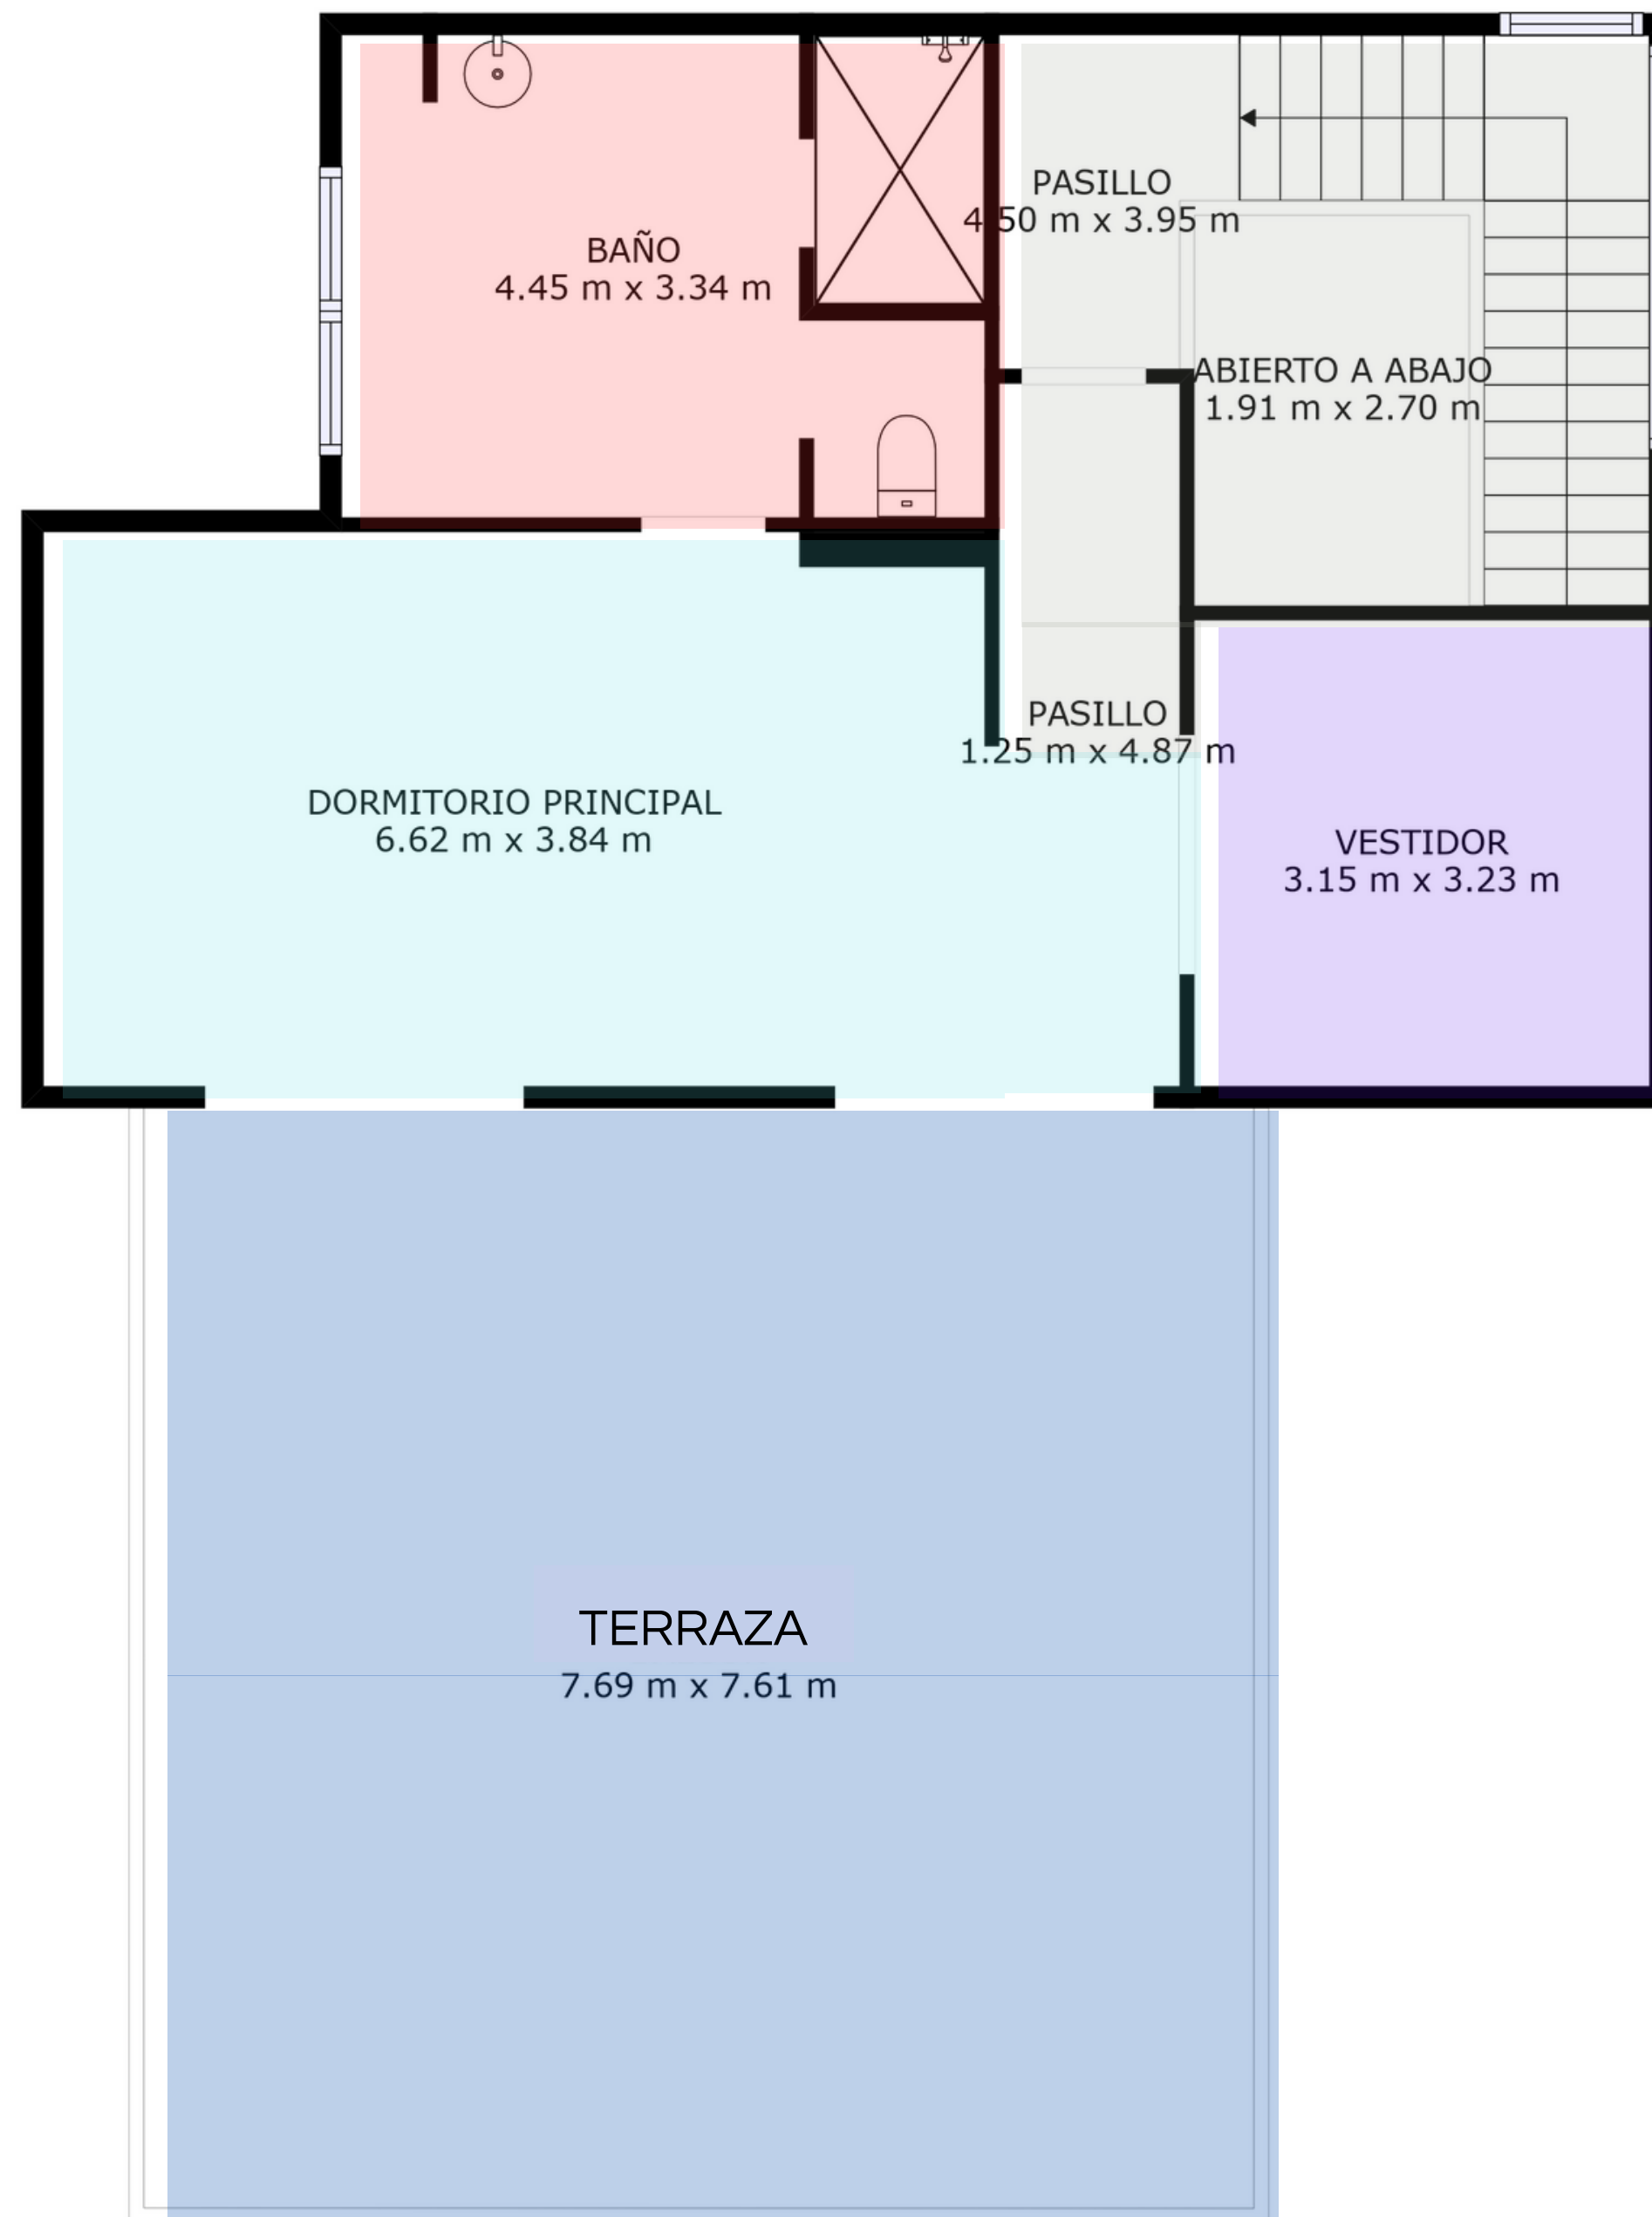 PASILLO
4.50 m x 3.95 m
BAÑO
4.45 m x 3.34 m
ABIERTO A ABAJO
1.91 m x 2.70 m
PASILLO
1.25 m x 4.87 m
DORMITORIO PRINCIPAL
6.62 m x 3.84 m
VESTIDOR
3.15 m x 3.23 m
TERRAZA
7.69 m x 7.61 m